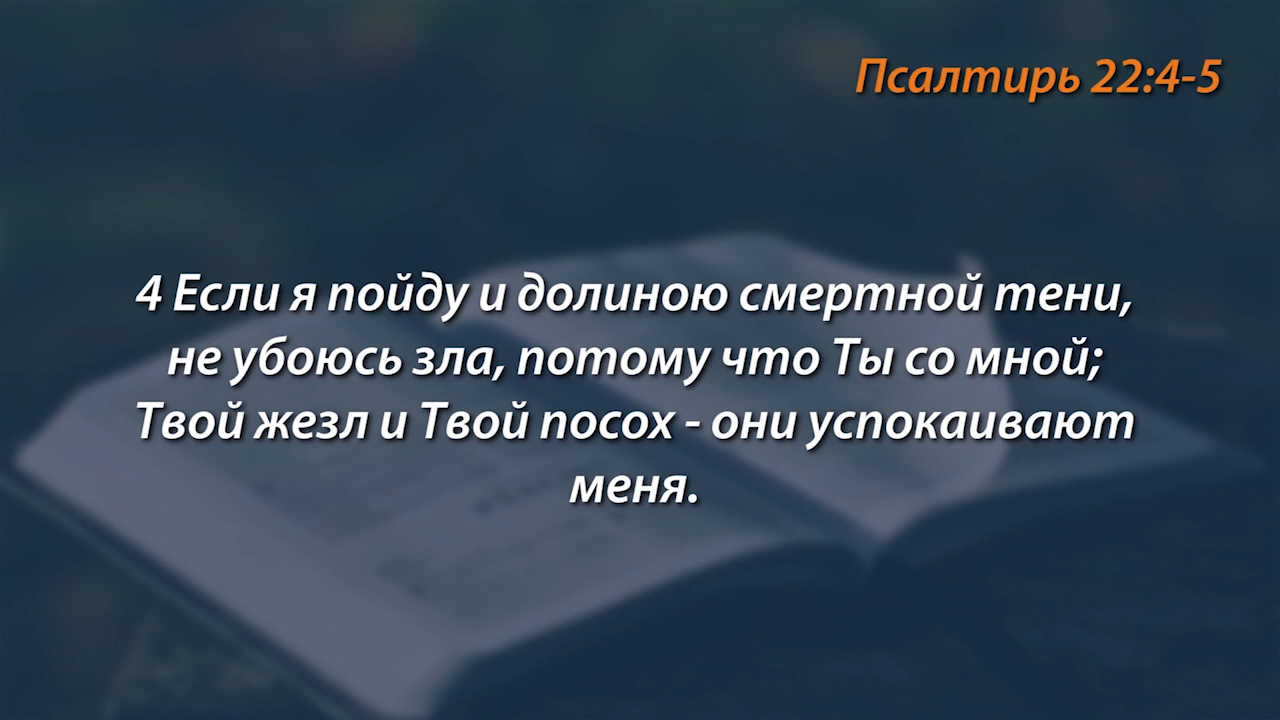 Псалтирь 22:4-5
4 Если я пойду и долиною смертной тени,
не убоюсь зла, потому что Ты со мной;
Твой жезл и Твой посох - они успокаивают
меня.